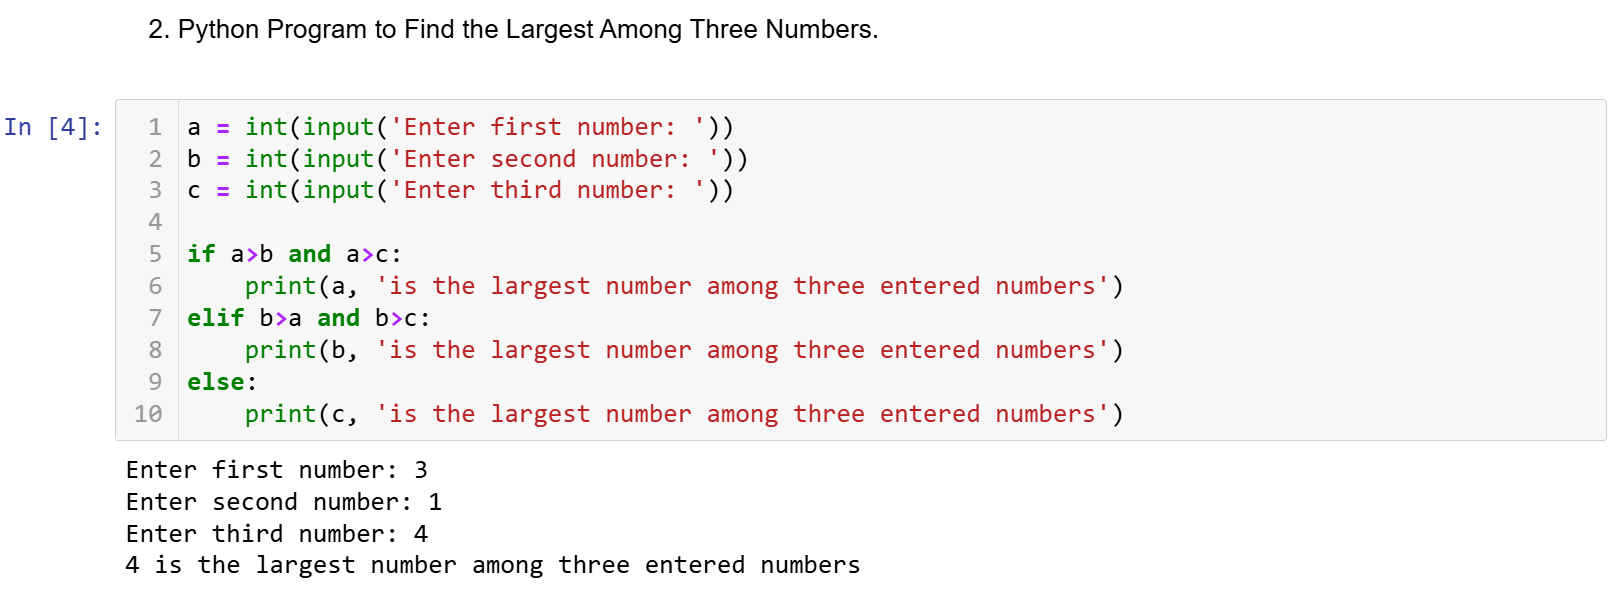 2. Python Program to Find the Largest Among Three Numbers.
In [4]:
1 a = int(input('Enter first number: '))
2 b = int(input('Enter second number: '))
3 c = int(input('Enter third number: '))
4
5 if a>b and a>c:
6     print(a, 'is the largest number among three entered numbers')
7 elif b>a and b>c:
8     print(b, 'is the largest number among three entered numbers')
9 else:
10     print(c, 'is the largest number among three entered numbers')
Enter first number: 3
Enter second number: 1
Enter third number: 4
4 is the largest number among three entered numbers